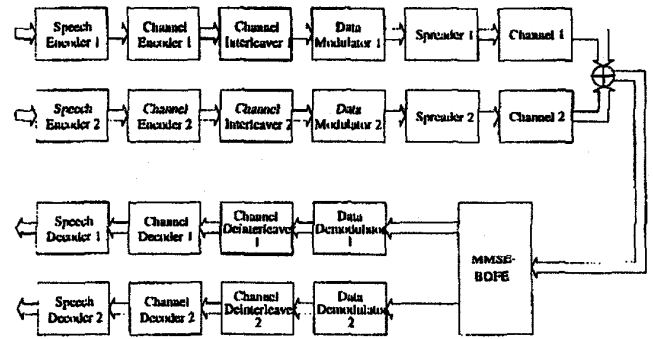 Speech
Encoder 1
Channel
Encoder 1
Channel
Interleaver 1
Data
Modulator 1
Spreader 1
Channel 1
Speech
Encoder 2
Channel
Encoder 2
Channel
Interleaver 2
Data
Modulator 2
Spreader 2
Channel 2
Speech
Decoder 1
Channel
Decoder 1
Channel
Deinterleaver
1
Data
Demodulator
1
MMSE-
BDFE
Speech
Decoder 2
Channel
Decoder 2
Channel
Deinterleaver
2
Data
Demodulator
2